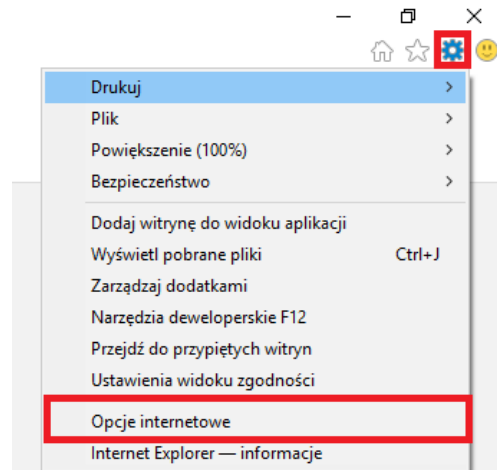 Drukuj
Plik
Powiększenie (100%)
Bezpieczeństwo
Dodaj witrynę do widoku aplikacji
Wyświetl pobrane pliki Ctrl+J
Zarządzaj dodatkami
Narzędzia deweloperskie F12
Przejdź do przypiętych witryn
Ustawienia widoku zgodności
Opcje internetowe
Internet Explorer — informacje